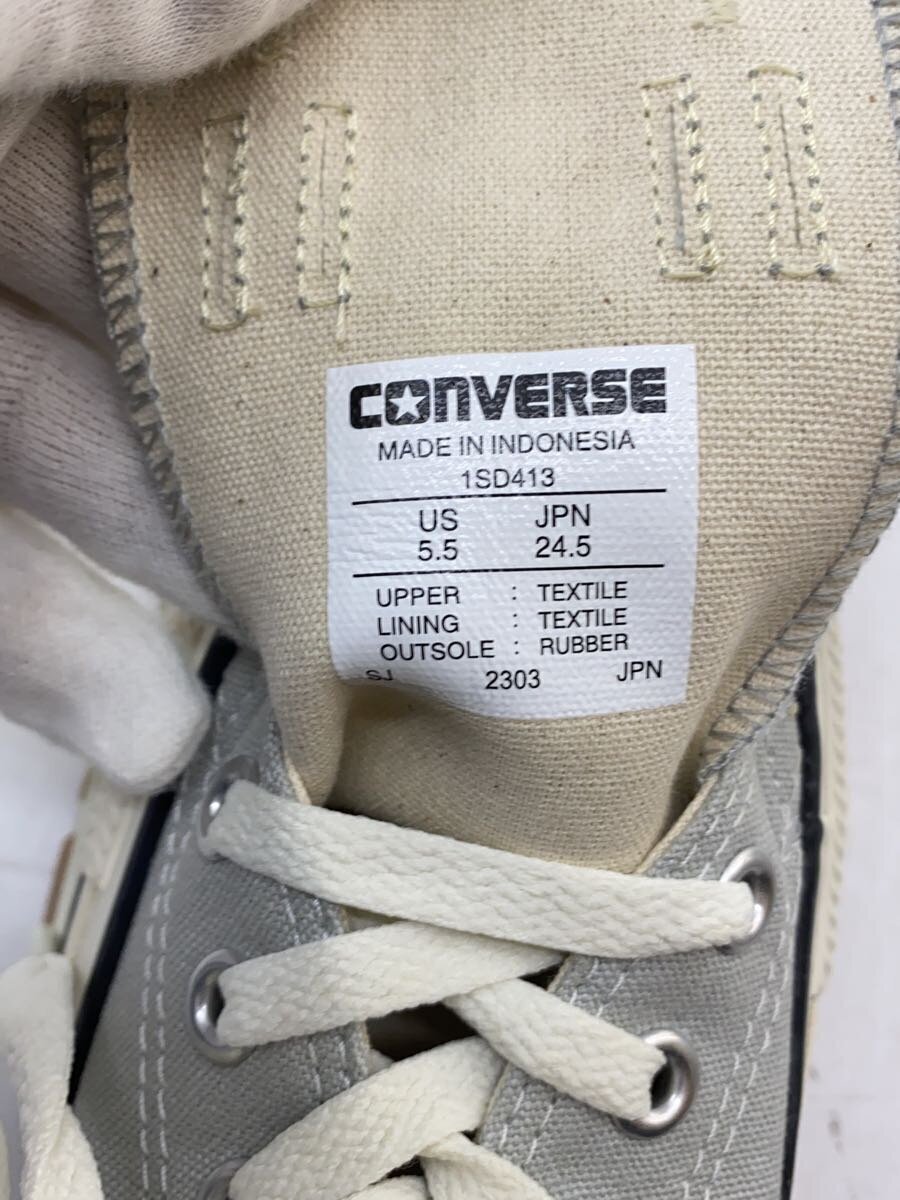 CONVERSE
MADE IN INDONESIA
1SD413
US JPN
5.5 24.5
UPPER : TEXTILE
LINING : TEXTILE
OUTSOLE : RUBBER
SJ 2303 JPN